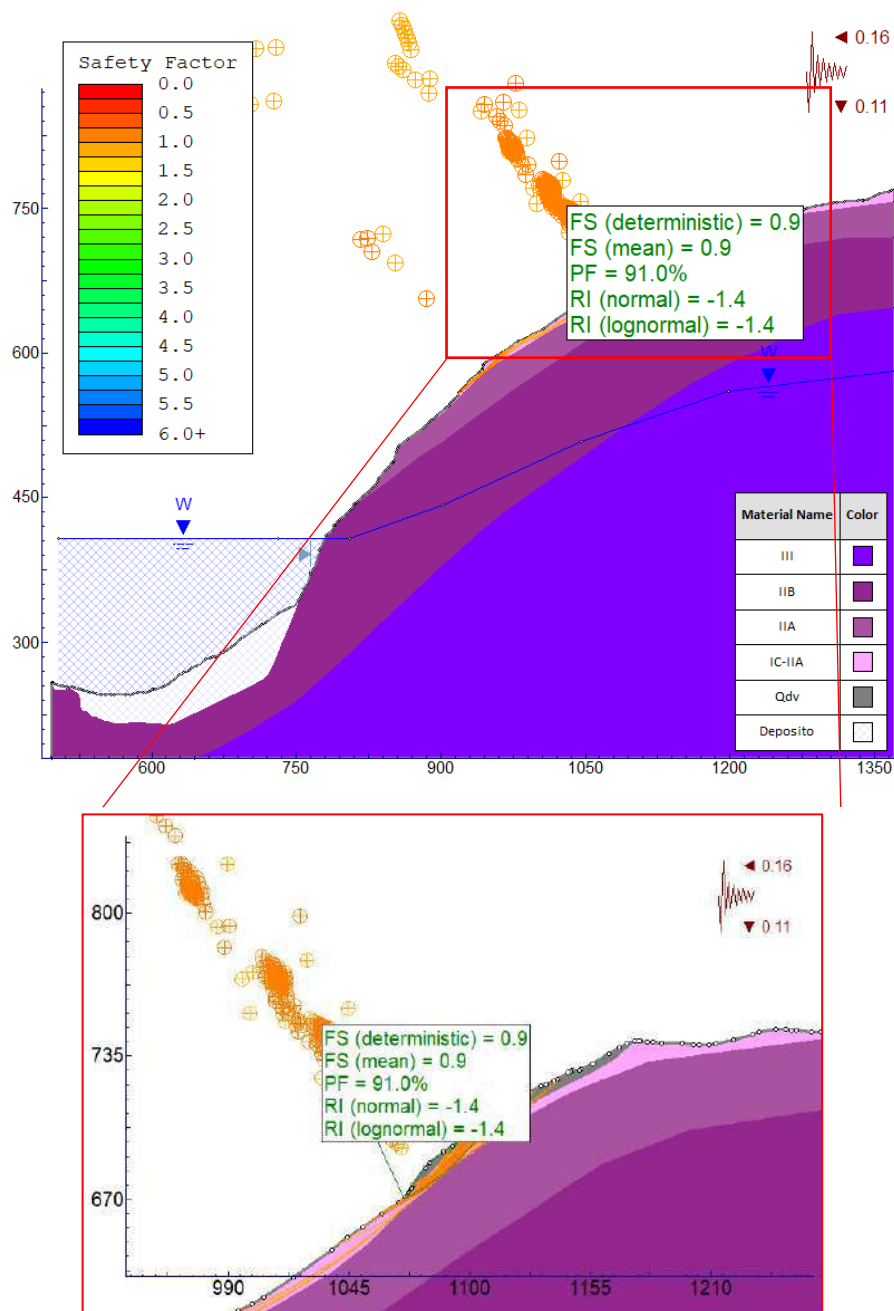 Safety Factor
0.0
0.5
1.0
1.5
2.0
2.5
3.0
3.5
4.0
4.5
5.0
5.5
6.0+
0.16
0.11
750
600
450
300
FS (deterministic) = 0.9
FS (mean) = 0.9
PF = 91.0%
RI (normal) = -1.4
RI (lognormal) = -1.4
W
W
Material Name Color
III
IIB
IIA
IC-IIA
Qdv
Deposito
600 750 900 1050 1200 1350
0.16
0.11
800
735
670
FS (deterministic) = 0.9
FS (mean) = 0.9
PF = 91.0%
RI (normal) = -1.4
RI (lognormal) = -1.4
990 1045 1100 1155 1210